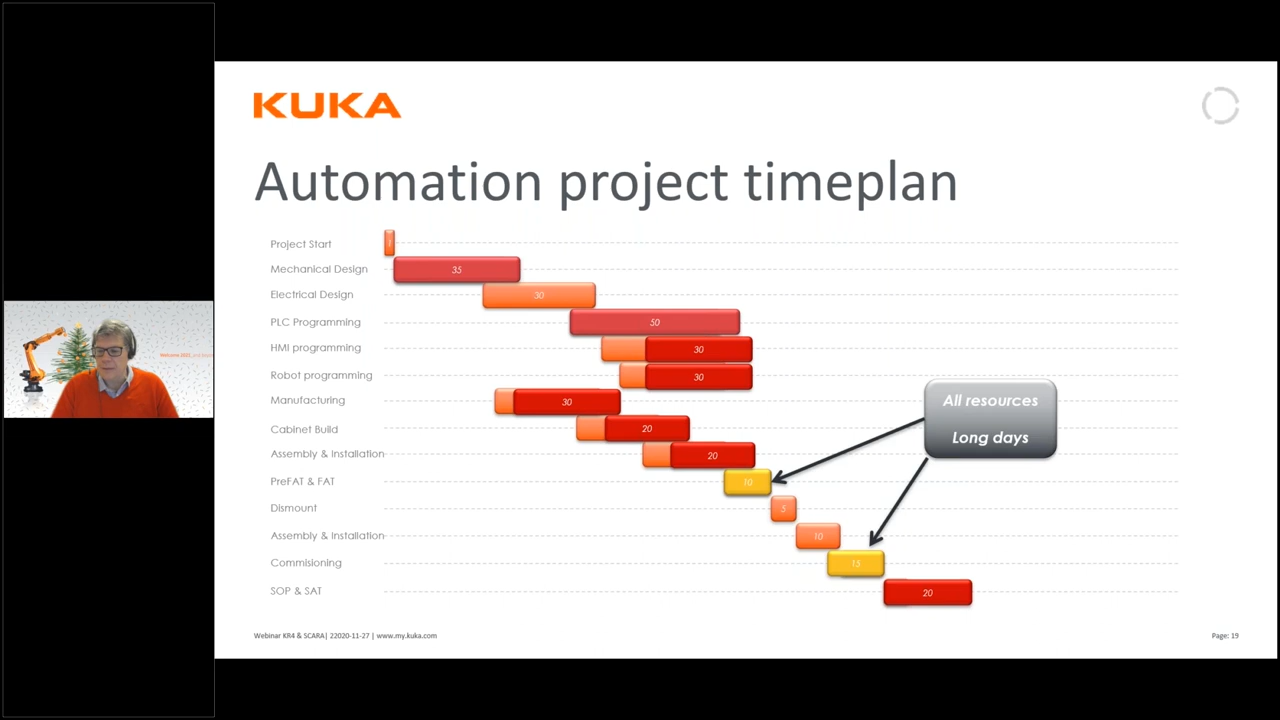 KUKA
Automation project timeplan
Project Start
Mechanical Design 35
Electrical Design 30
PLC Programming 50
HMI programming 30
Robot programming 30
Manufacturing 30
Cabinet Build 20
Assembly & Installation 20
PreFAT & FAT 10
Dismount 5
Assembly & Installation 10
Commisioning 15
SOP & SAT 20
All resources
Long days
Webinar KR4 & SCARA| 22020-11-27 | www.my.kuka.com
Page: 19